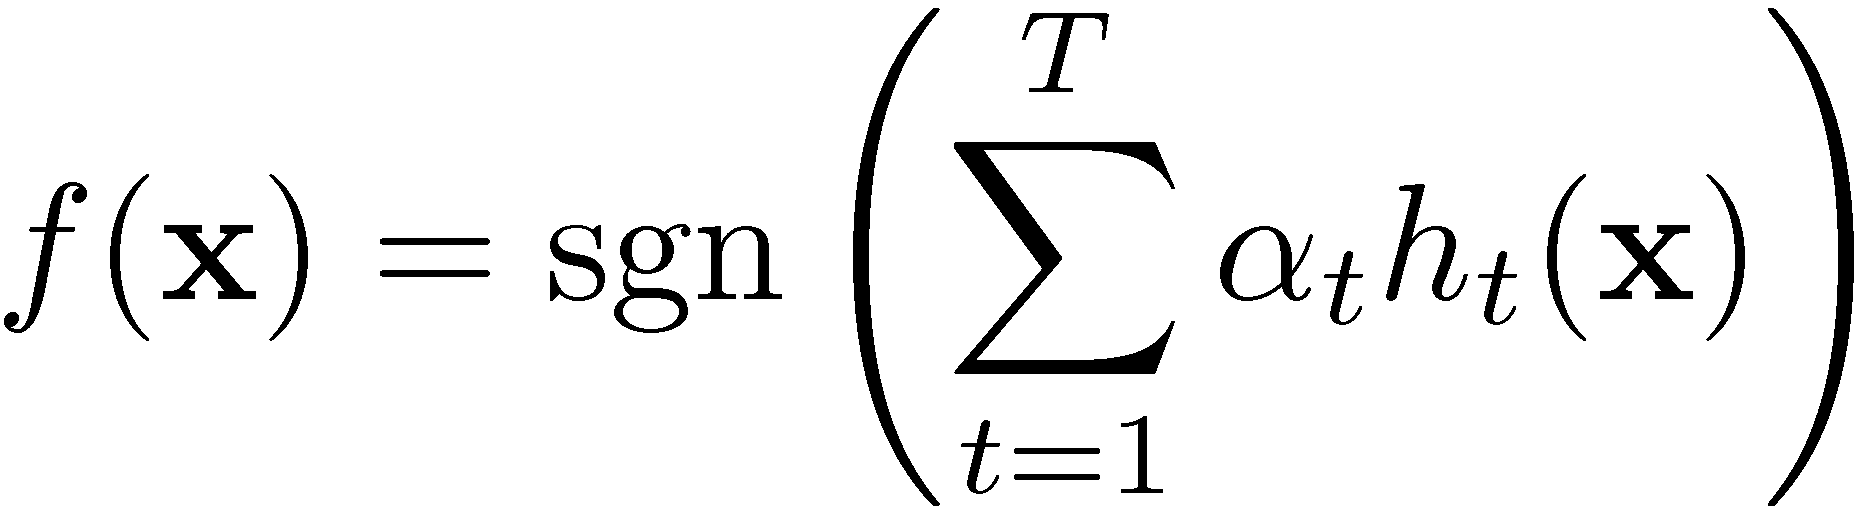 f(𝐱) = sgn ( ∑_{t=1}^{T} α_t h_t(𝐱) )